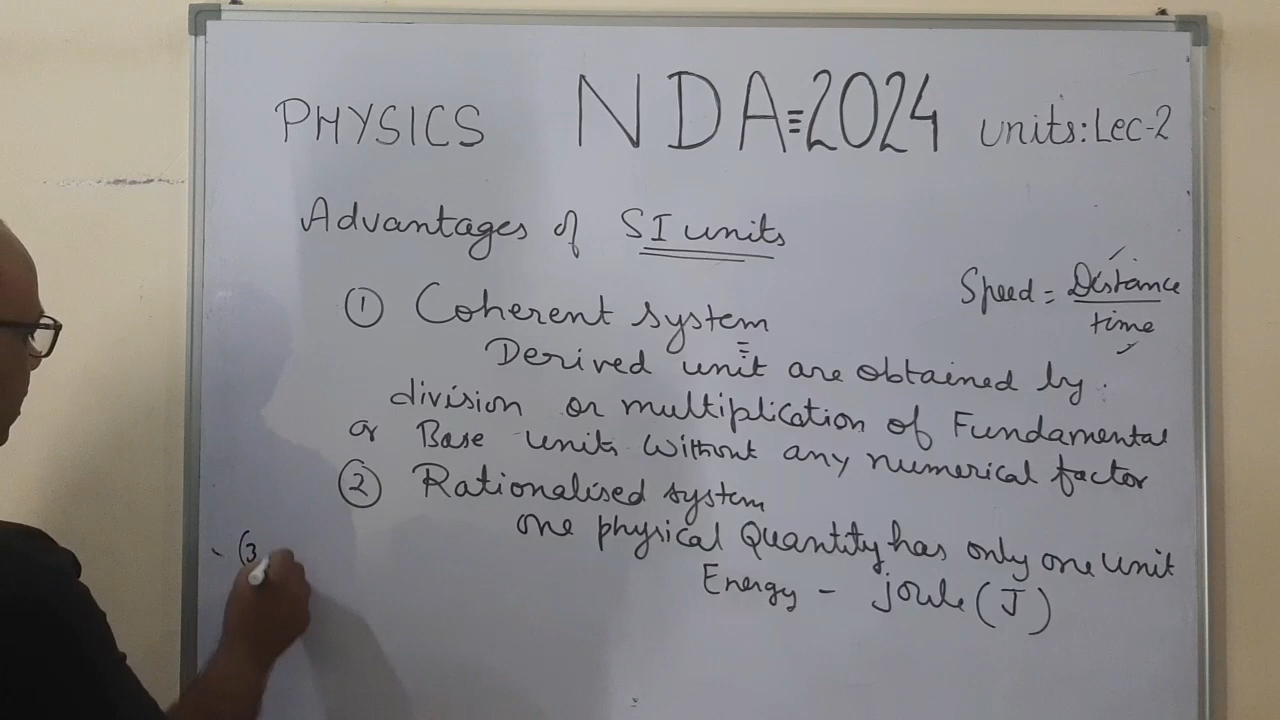 PHYSICS NDA=2024 units:Lec-2
Advantages of SI units
Speed = Distance
time
① Coherent system
Derived unit are obtained by
division or multiplication of Fundamental
or Base units without any numerical factor
② Rationalised system
one physical Quantity has only one unit
Energy - joule (J)
(3